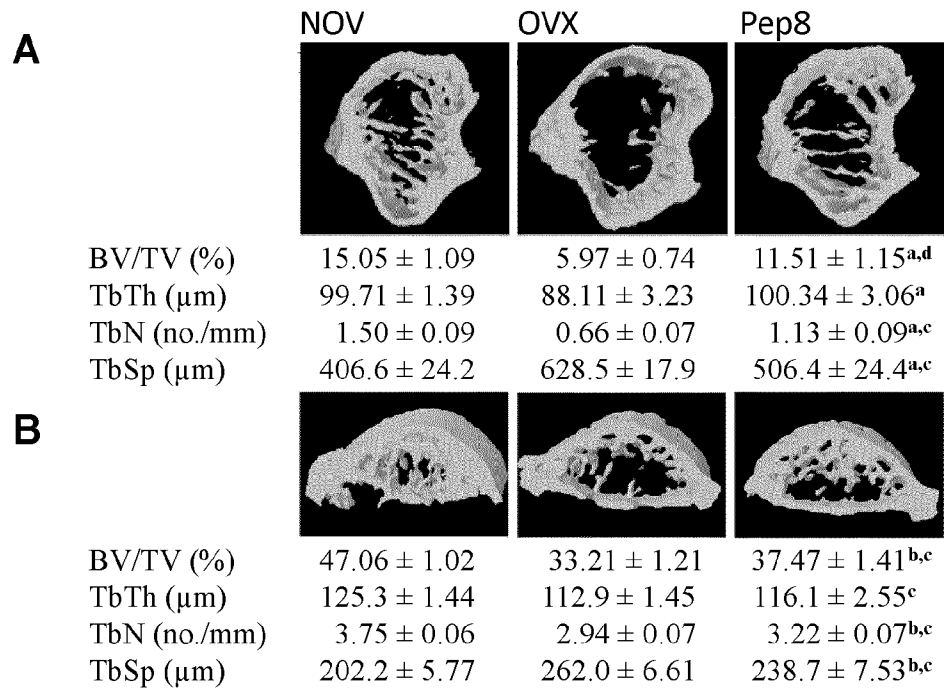 NOV OVX Pep8
A
BV/TV (%) 15.05 ± 1.09 5.97 ± 0.74 11.51 ± 1.15a,d
TbTh (µm) 99.71 ± 1.39 88.11 ± 3.23 100.34 ± 3.06a
TbN (no./mm) 1.50 ± 0.09 0.66 ± 0.07 1.13 ± 0.09a,c
TbSp (µm) 406.6 ± 24.2 628.5 ± 17.9 506.4 ± 24.4a,c
B
BV/TV (%) 47.06 ± 1.02 33.21 ± 1.21 37.47 ± 1.41b,c
TbTh (µm) 125.3 ± 1.44 112.9 ± 1.45 116.1 ± 2.55c
TbN (no./mm) 3.75 ± 0.06 2.94 ± 0.07 3.22 ± 0.07b,c
TbSp (µm) 202.2 ± 5.77 262.0 ± 6.61 238.7 ± 7.53b,c